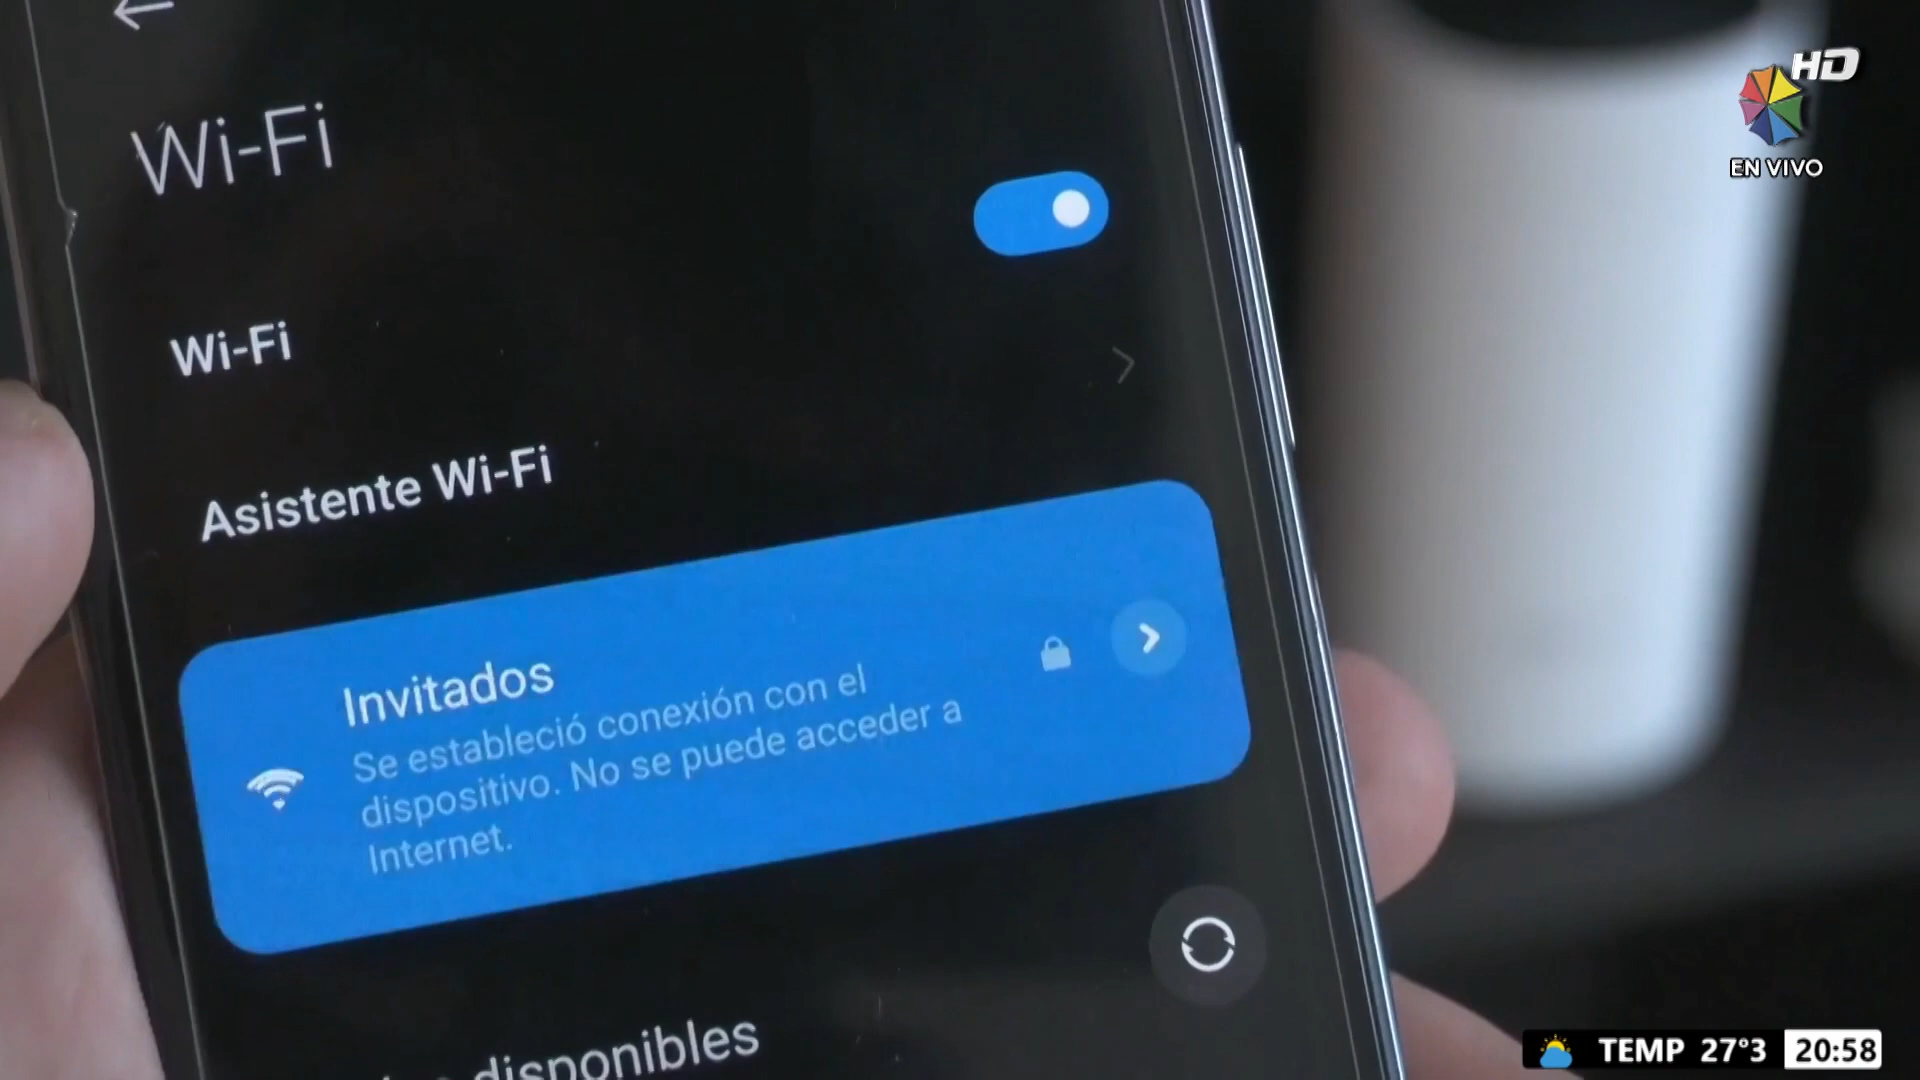 HD
EN VIVO
Wi-Fi
Wi-Fi
Asistente Wi-Fi
Invitados
Se estableció conexión con el
dispositivo. No se puede acceder a
Internet.
disponibles
TEMP 27°3 20:58